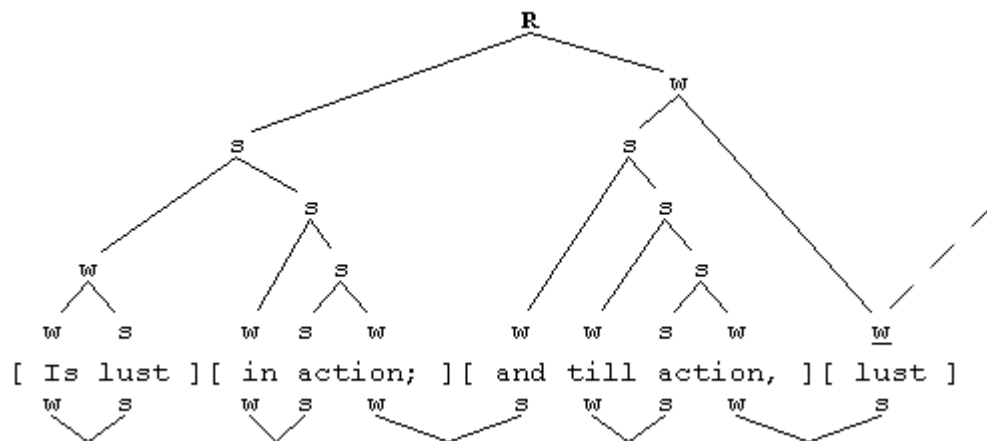 R
w
s s
s s
w s
w s w s w w w s w w
[ Is lust ][ in action; ][ and till action, ][ lust ]
w s w s w s w s w s